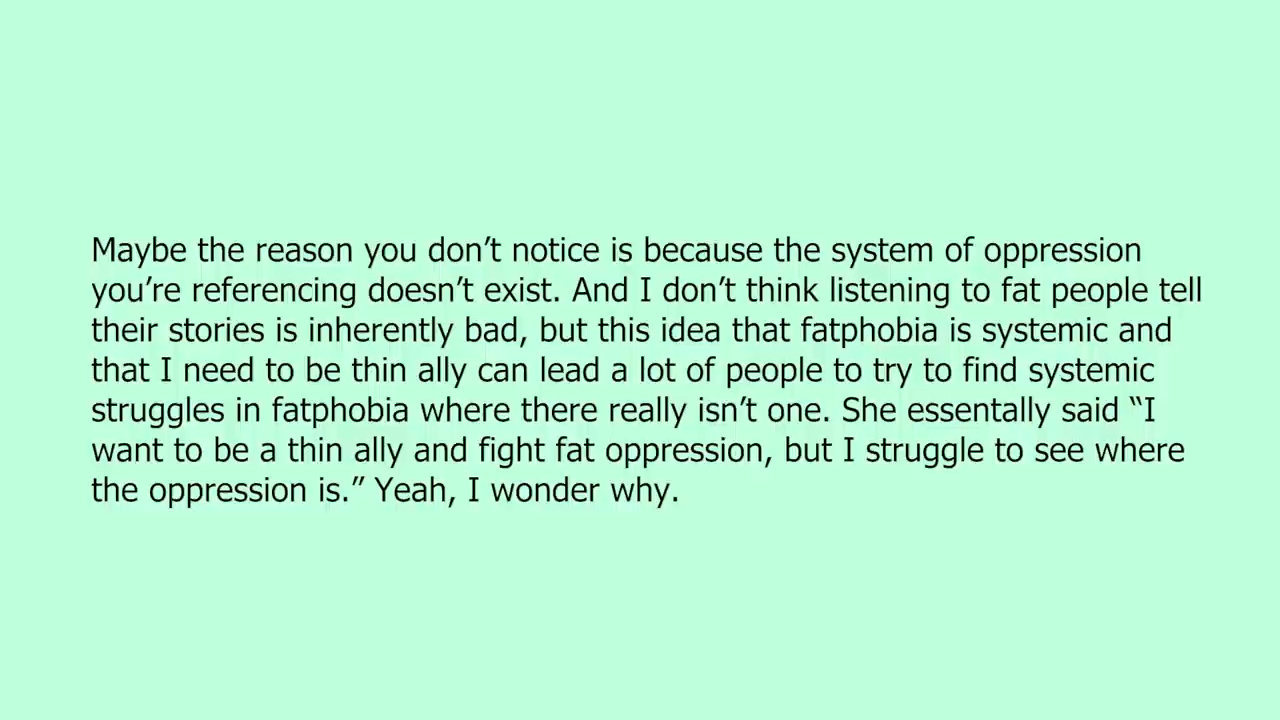 Maybe the reason you don’t notice is because the system of oppression
you’re referencing doesn’t exist. And I don’t think listening to fat people tell
their stories is inherently bad, but this idea that fatphobia is systemic and
that I need to be thin ally can lead a lot of people to try to find systemic
struggles in fatphobia where there really isn’t one. She essentally said “I
want to be a thin ally and fight fat oppression, but I struggle to see where
the oppression is.” Yeah, I wonder why.